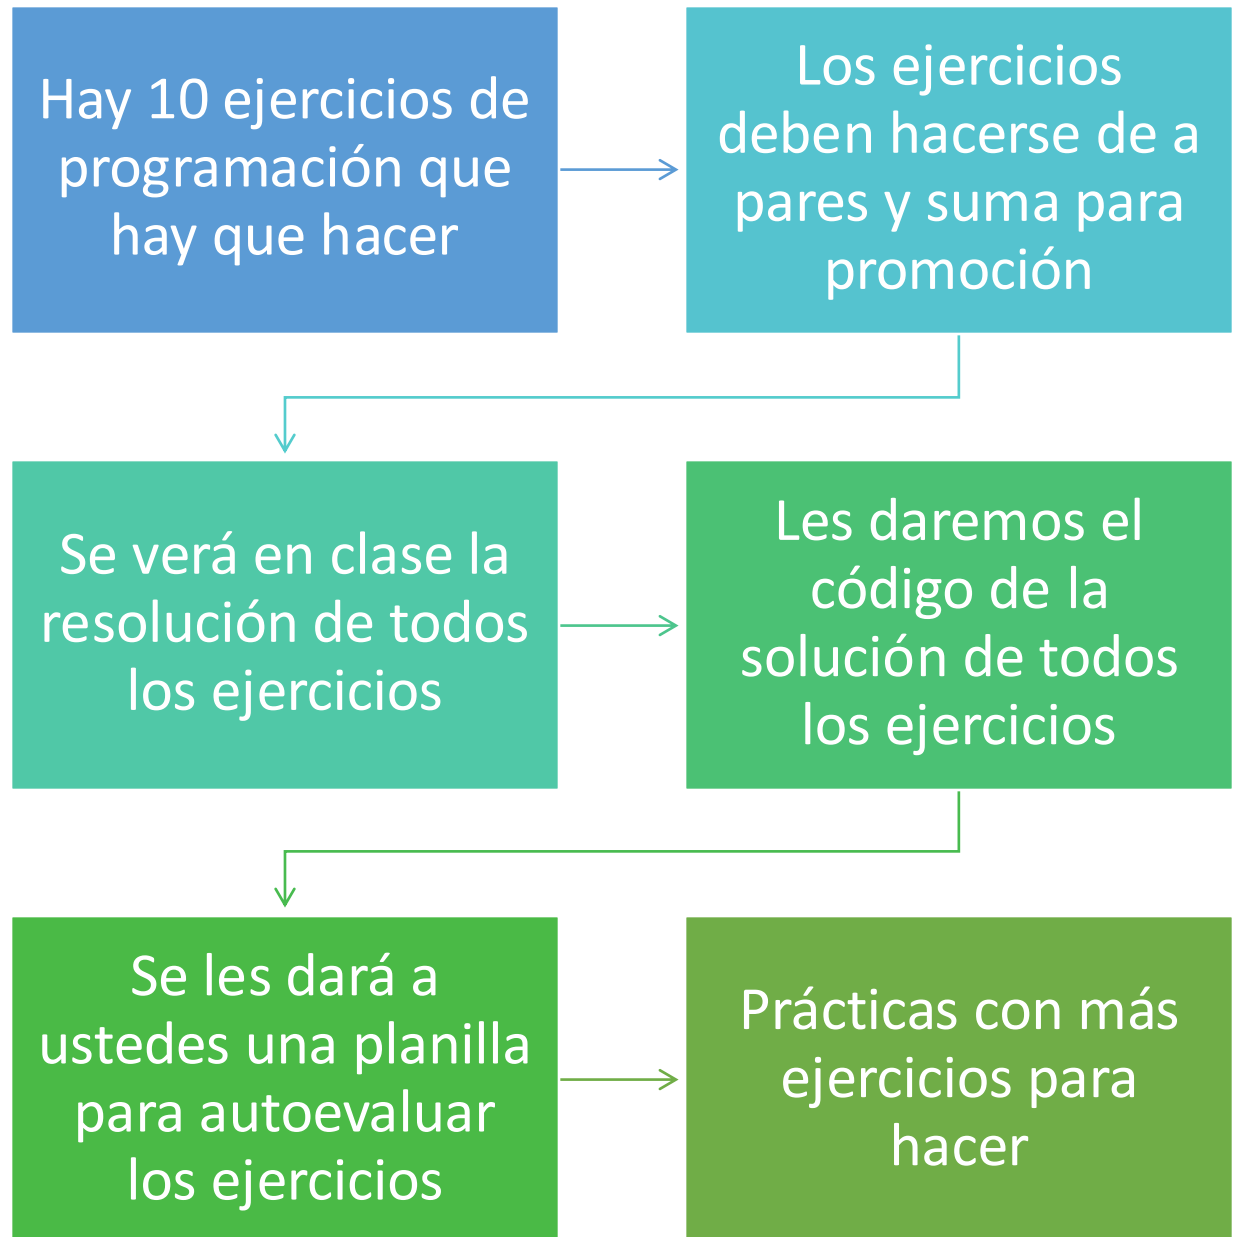 Hay 10 ejercicios de
programación que
hay que hacer
Los ejercicios
deben hacerse de a
pares y suma para
promoción
Se verá en clase la
resolución de todos
los ejercicios
Les daremos el
código de la
solución de todos
los ejercicios
Se les dará a
ustedes una planilla
para autoevaluar
los ejercicios
Prácticas con más
ejercicios para
hacer